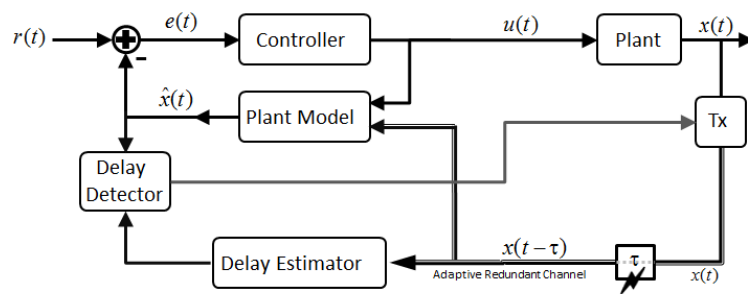 r(t)
e(t)
Controller
u(t)
Plant
x(t)
-
x̂(t)
Plant Model
Tx
Delay
Detector
Delay Estimator
x(t − τ)
Adaptive Redundant Channel
τ
x(t)